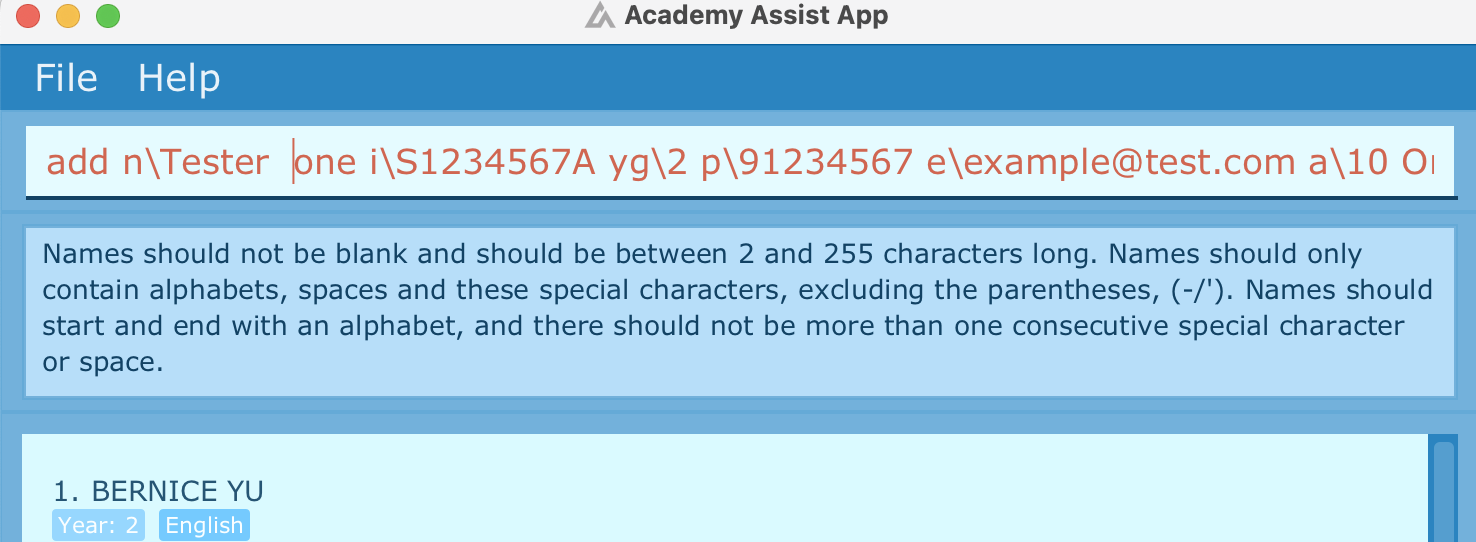 Academy Assist App
File Help
add n\Tester  one i\S1234567A yg\2 p\91234567 e\example@test.com a\10
Names should not be blank and should be between 2 and 255 characters long. Names should only
contain alphabets, spaces and these special characters, excluding the parentheses, (-/'). Names should
start and end with an alphabet, and there should not be more than one consecutive special character
or space.
1. BERNICE YU
Year: 2 English